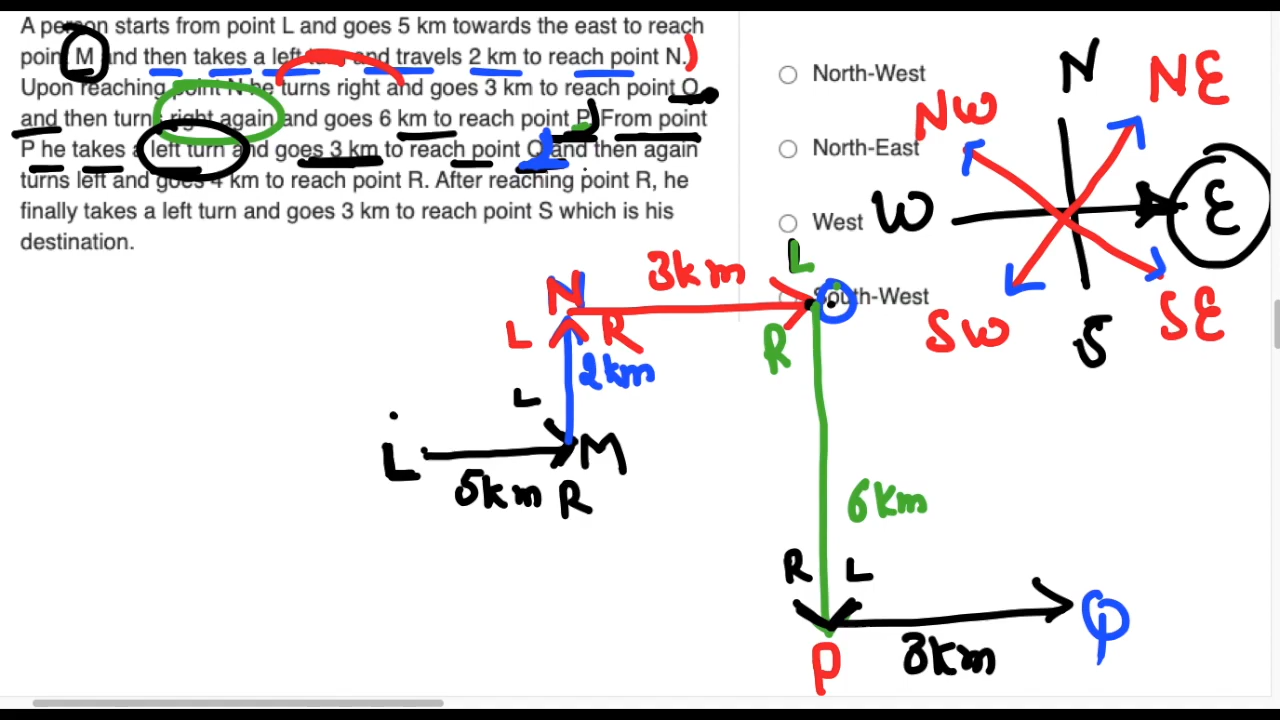 A person starts from point L and goes 5 km towards the east to reach
point M and then takes a left turn and travels 2 km to reach point N.
Upon reaching point N he turns right and goes 3 km to reach point O
and then turns right again and goes 6 km to reach point P. From point
P he takes a left turn and goes 3 km to reach point Q and then again
turns left and goes 4 km to reach point R. After reaching point R, he
finally takes a left turn and goes 3 km to reach point S which is his
destination.
North-West
North-East
West
South-West
N
NE
NW
W
E
SW
S
SE
N
3km
L
L
R
R
2km
L
L
M
5km
R
6km
R
L
P
3km
Q